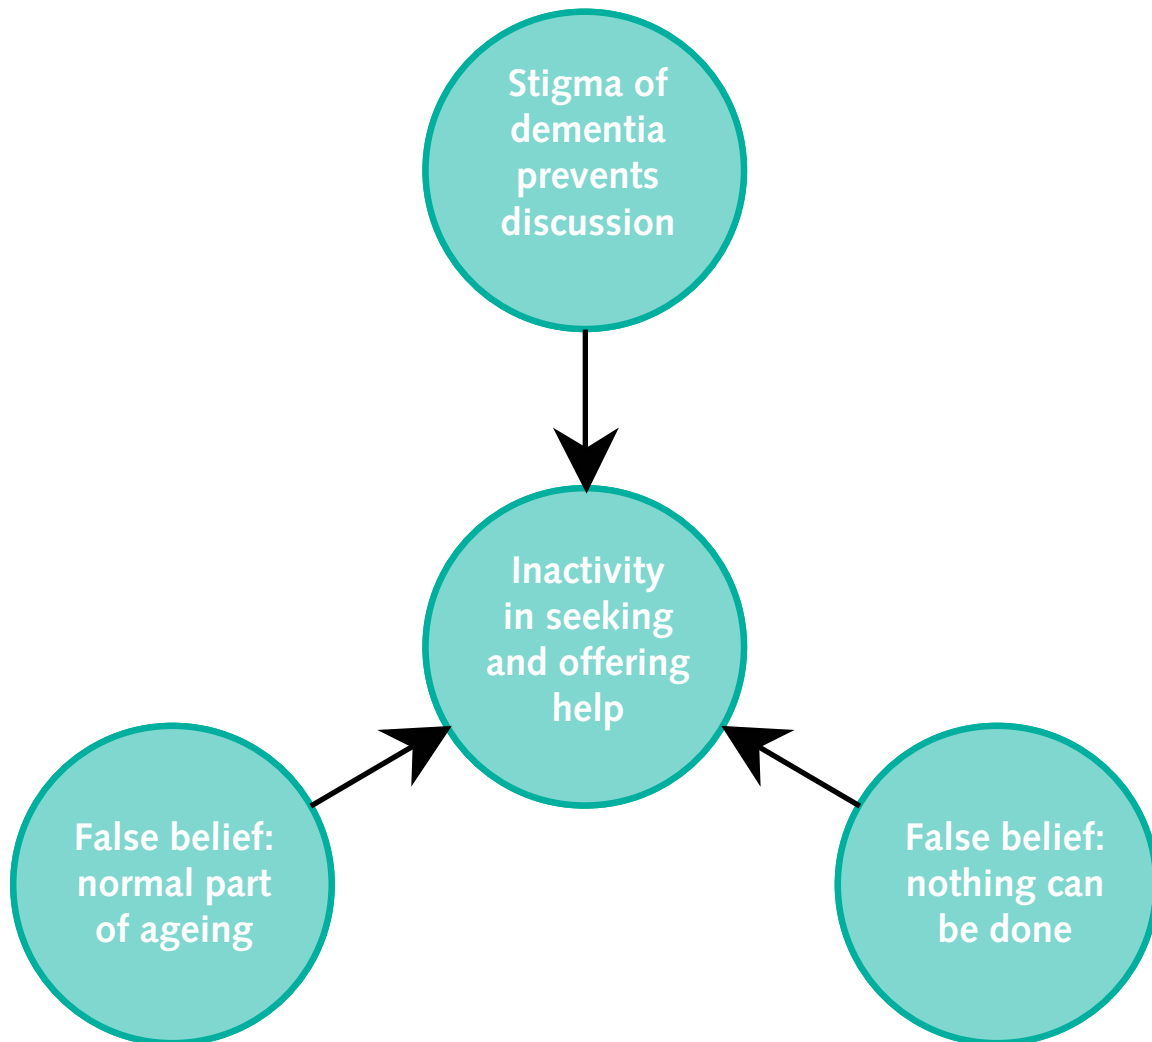 Stigma of
dementia
prevents
discussion
Inactivity
in seeking
and offering
help
False belief:
normal part
of ageing
False belief:
nothing can
be done